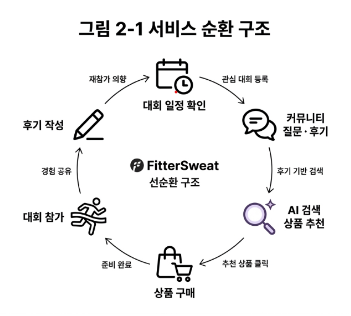 그림 2-1 서비스 순환 구조
재참가 의향
관심 대회 등록
대회 일정 확인
후기 작성
커뮤니티
질문·후기
FitterSweat
선순환 구조
경험 공유
후기 기반 검색
대회 참가
AI 검색
상품 추천
준비 완료
추천 상품 클릭
상품 구매